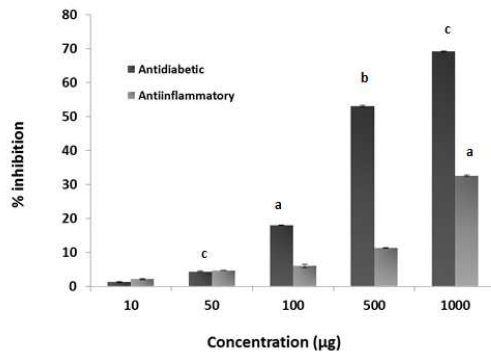 80
70
60
50
40
30
20
10
0
% inhibition
Antidiabetic
Antiinflammatory
c
a
b
c
a
10 50 100 500 1000
Concentration (µg)